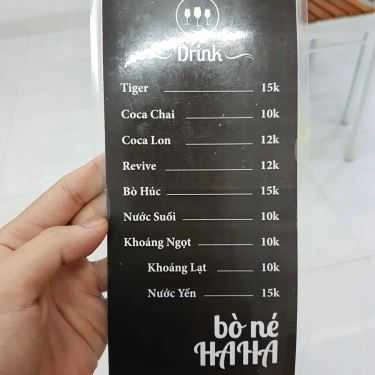 Drink
Tiger 15k
Coca Chai 10k
Coca Lon 12k
Revive 12k
Bò Húc 15k
Nước Suối 10k
Khoáng Ngọt 10k
Khoáng Lạt 10k
Nước Yến 15k
bò né
HAHA